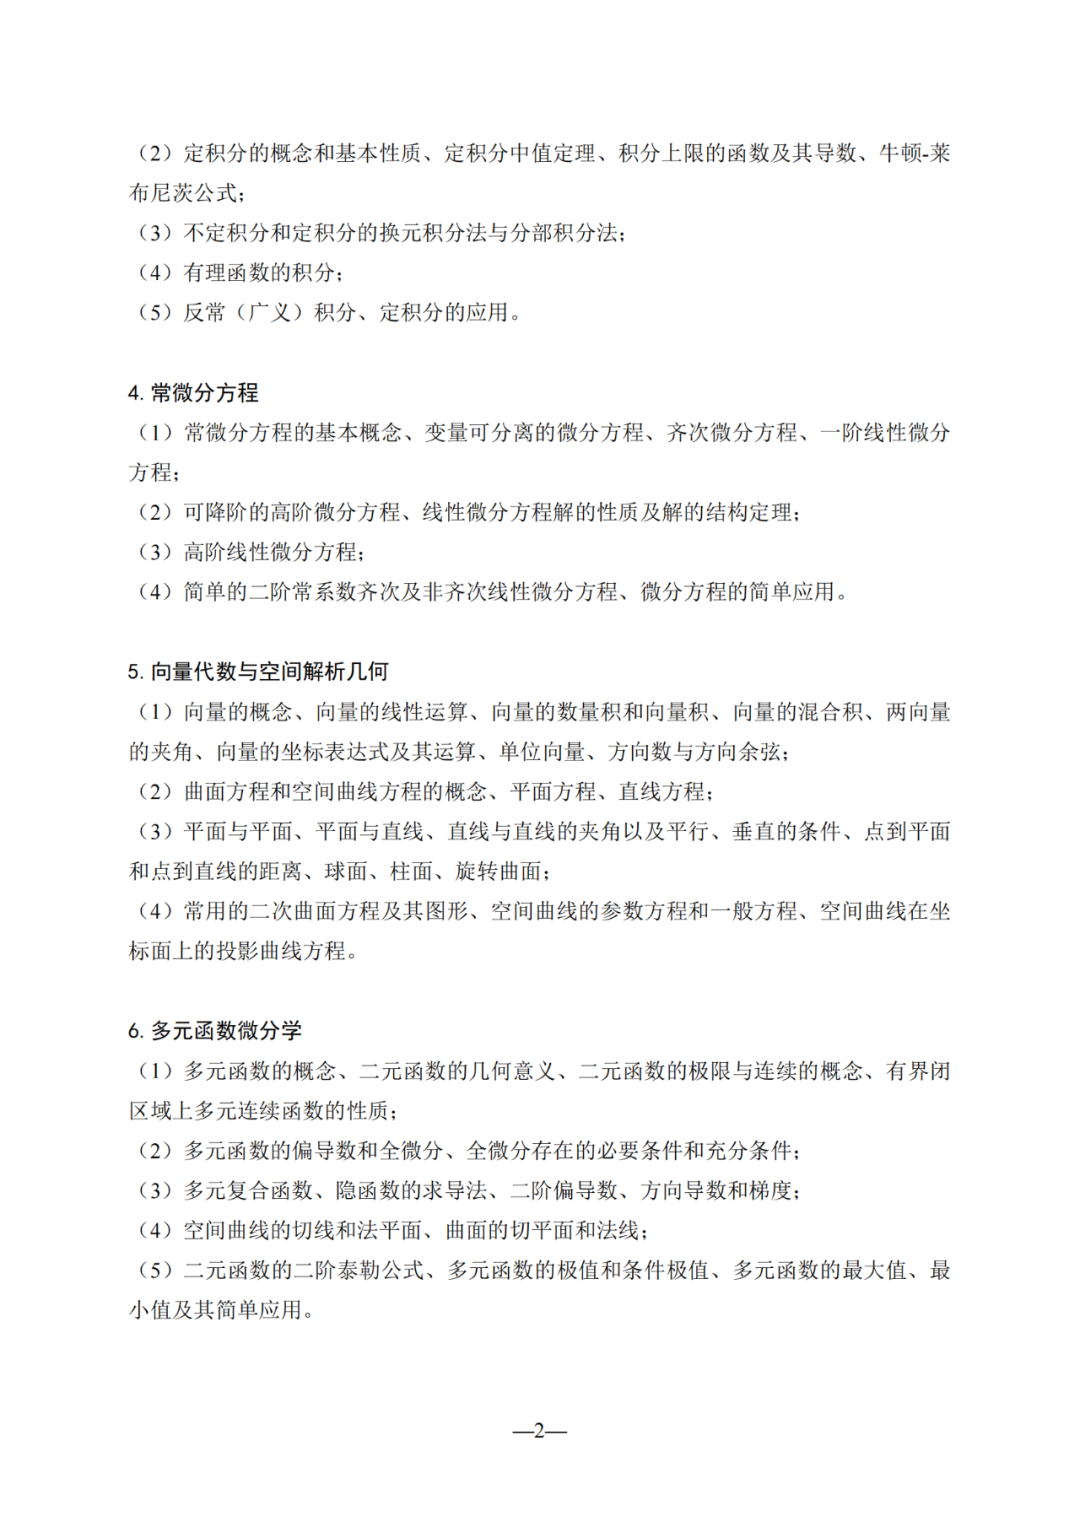 （2）定积分的概念和基本性质、定积分中值定理、积分上限的函数及其导数、牛顿-莱
布尼茨公式；
（3）不定积分和定积分的换元积分法与分部积分法；
（4）有理函数的积分；
（5）反常（广义）积分、定积分的应用。
4. 常微分方程
（1）常微分方程的基本概念、变量可分离的微分方程、齐次微分方程、一阶线性微分
方程；
（2）可降阶的高阶微分方程、线性微分方程解的性质及解的结构定理；
（3）高阶线性微分方程；
（4）简单的二阶常系数齐次及非齐次线性微分方程、微分方程的简单应用。
5. 向量代数与空间解析几何
（1）向量的概念、向量的线性运算、向量的数量积和向量积、向量的混合积、两向量
的夹角、向量的坐标表达式及其运算、单位向量、方向数与方向余弦；
（2）曲面方程和空间曲线方程的概念、平面方程、直线方程；
（3）平面与平面、平面与直线、直线与直线的夹角以及平行、垂直的条件、点到平面
和点到直线的距离、球面、柱面、旋转曲面；
（4）常用的二次曲面方程及其图形、空间曲线的参数方程和一般方程、空间曲线在坐
标面上的投影曲线方程。
6. 多元函数微分学
（1）多元函数的概念、二元函数的几何意义、二元函数的极限与连续的概念、有界闭
区域上多元连续函数的性质；
（2）多元函数的偏导数和全微分、全微分存在的必要条件和充分条件；
（3）多元复合函数、隐函数的求导法、二阶偏导数、方向导数和梯度；
（4）空间曲线的切线和法平面、曲面的切平面和法线；
（5）二元函数的二阶泰勒公式、多元函数的极值和条件极值、多元函数的最大值、最
小值及其简单应用。
—2—